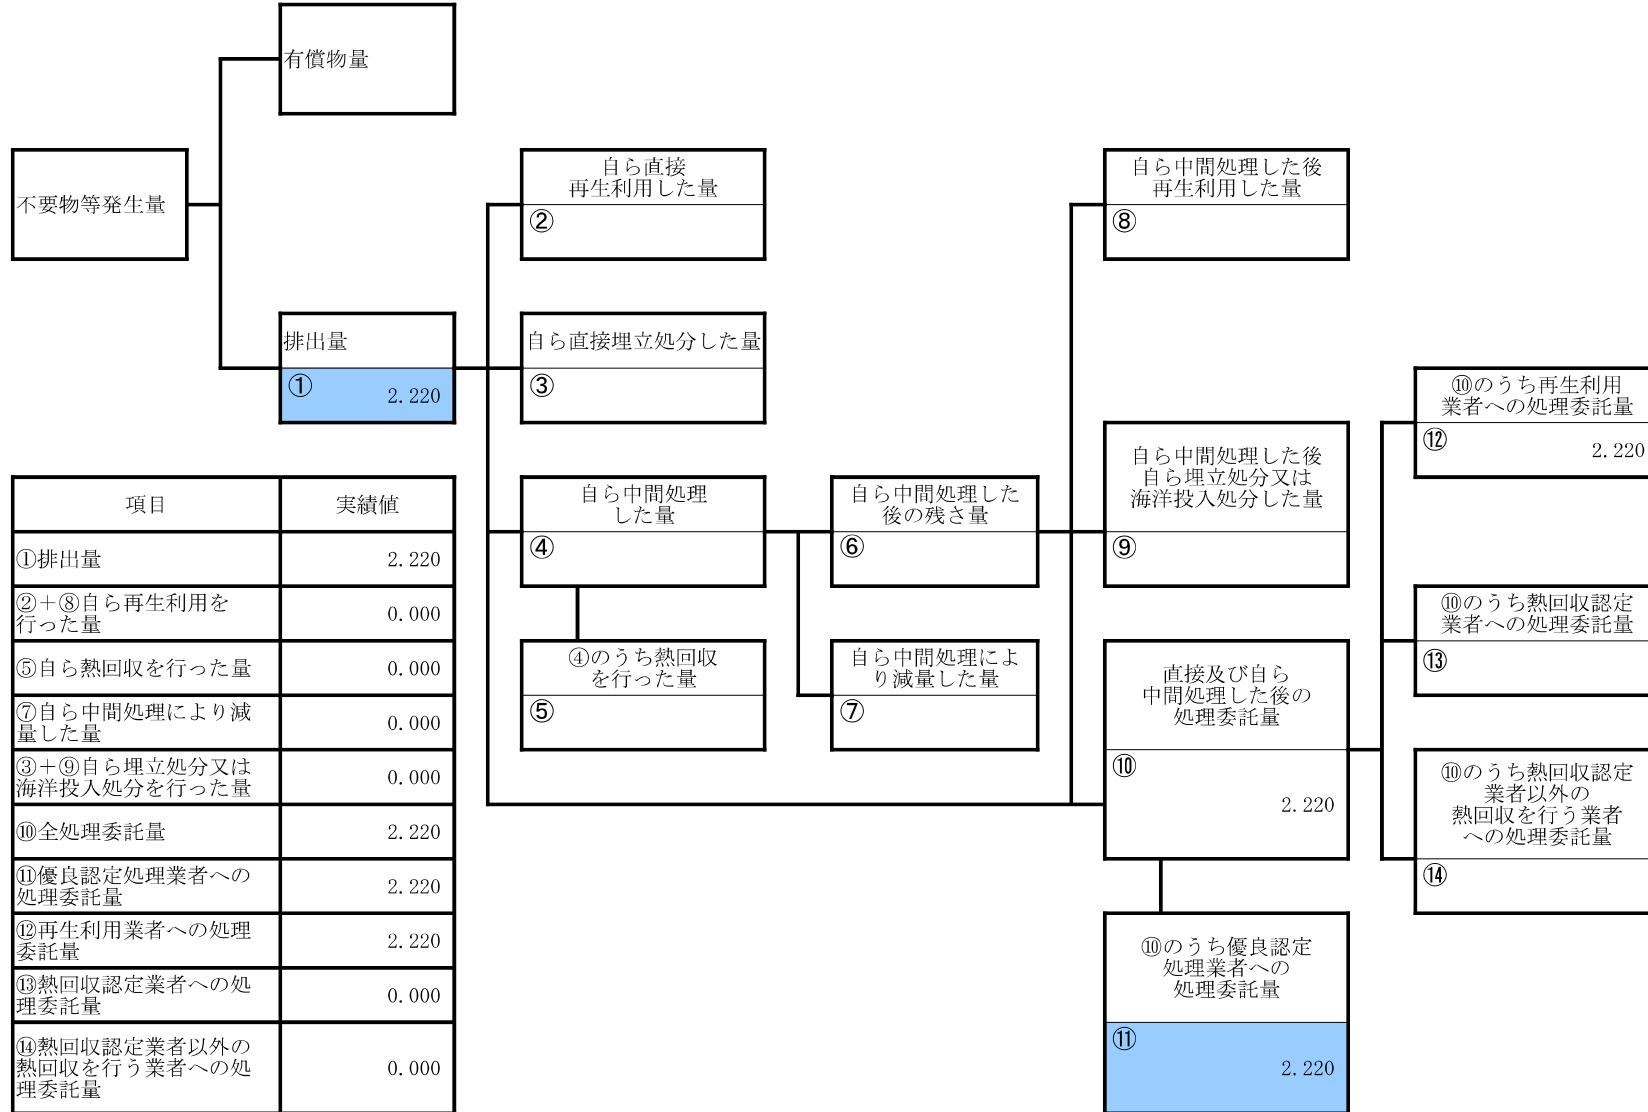 有償物量
不要物等発生量
自ら直接
再生利用した量
②
自ら中間処理した後
再生利用した量
⑧
排出量
① 2.220
自ら直接埋立処分した量
③
⑩のうち再生利用
業者への処理委託量
⑫ 2.220
自ら中間処理
した量
④
自ら中間処理した
後の残さ量
⑥
自ら中間処理した後
自ら埋立処分又は
海洋投入処分した量
⑨
⑩のうち熱回収認定
業者への処理委託量
⑬
④のうち熱回収
を行った量
⑤
自ら中間処理によ
り減量した量
⑦
直接及び自ら
中間処理した後の
処理委託量
⑩
2.220
⑩のうち熱回収認定
業者以外の
熱回収を行う業者
への処理委託量
⑭
⑩のうち優良認定
処理業者への
処理委託量
⑪
2.220
項目 実績値
①排出量 2.220
②＋⑧自ら再生利用を
行った量 0.000
⑤自ら熱回収を行った量 0.000
⑦自ら中間処理により減
量した量 0.000
③＋⑨自ら埋立処分又は
海洋投入処分を行った量 0.000
⑩全処理委託量 2.220
⑪優良認定処理業者への
処理委託量 2.220
⑫再生利用業者への処理
委託量 2.220
⑬熱回収認定業者への処
理委託量 0.000
⑭熱回収認定業者以外の
熱回収を行う業者への処
理委託量 0.000